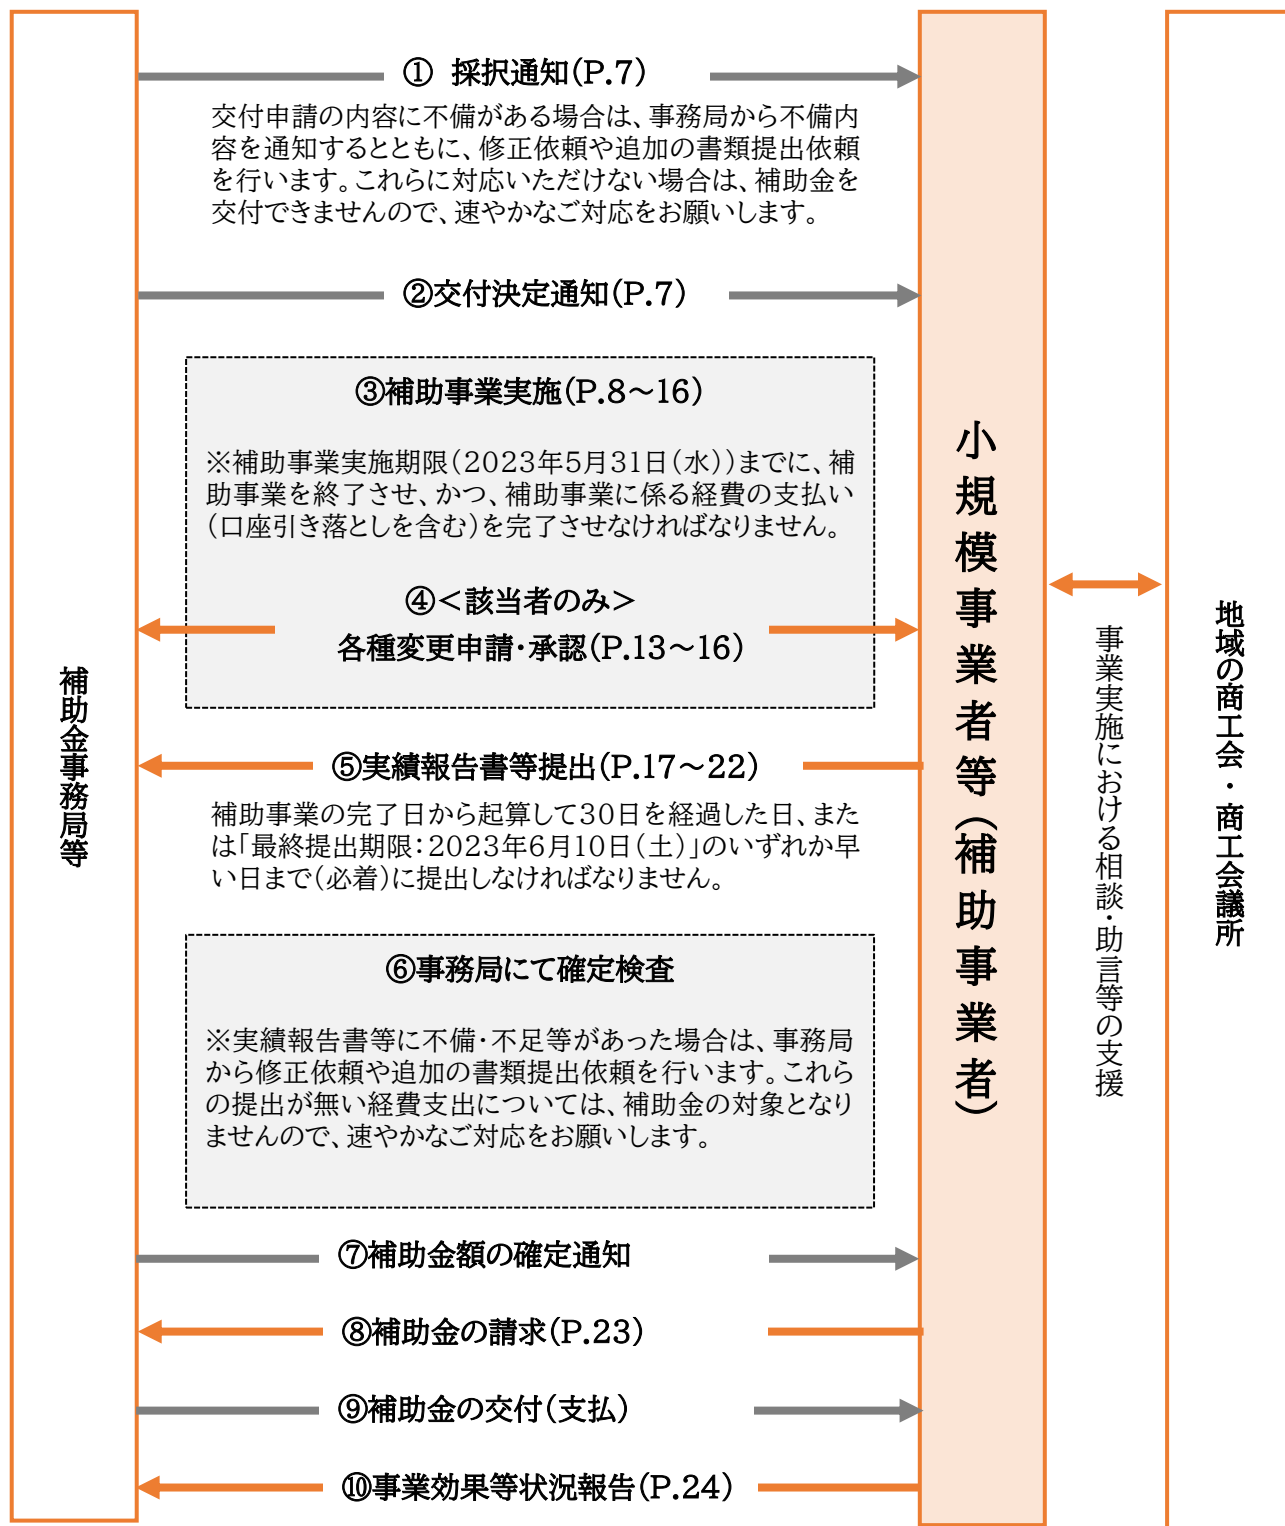 ① 採択通知(P.7)
交付申請の内容に不備がある場合は、事務局から不備内
容を通知するとともに、修正依頼や追加の書類提出依頼
を行います。これらに対応いただけない場合は、補助金を
交付できませんので、速やかなご対応をお願いします。
②交付決定通知(P.7)
③補助事業実施(P.8～16)
※補助事業実施期限(2023年5月31日(水))までに、補
助事業を終了させ、かつ、補助事業に係る経費の支払い
(口座引き落としを含む)を完了させなければなりません。
④＜該当者のみ＞
各種変更申請・承認(P.13～16)
⑤実績報告書等提出(P.17～22)
補助事業の完了日から起算して30日を経過した日、また
は「最終提出期限：2023年6月10日(土)」のいずれか早
い日まで(必着)に提出しなければなりません。
⑥事務局にて確定検査
※実績報告書等に不備・不足等があった場合は、事務局
から修正依頼や追加の書類提出依頼を行います。これら
の提出が無い経費支出については、補助金の対象となり
ませんので、速やかなご対応をお願いします。
⑦補助金額の確定通知
⑧補助金の請求(P.23)
⑨補助金の交付(支払)
⑩事業効果等状況報告(P.24)
補助金事務局等
小規模事業者等(補助事業者)
事業実施における相談・助言等の支援
地域の商工会・商工会議所